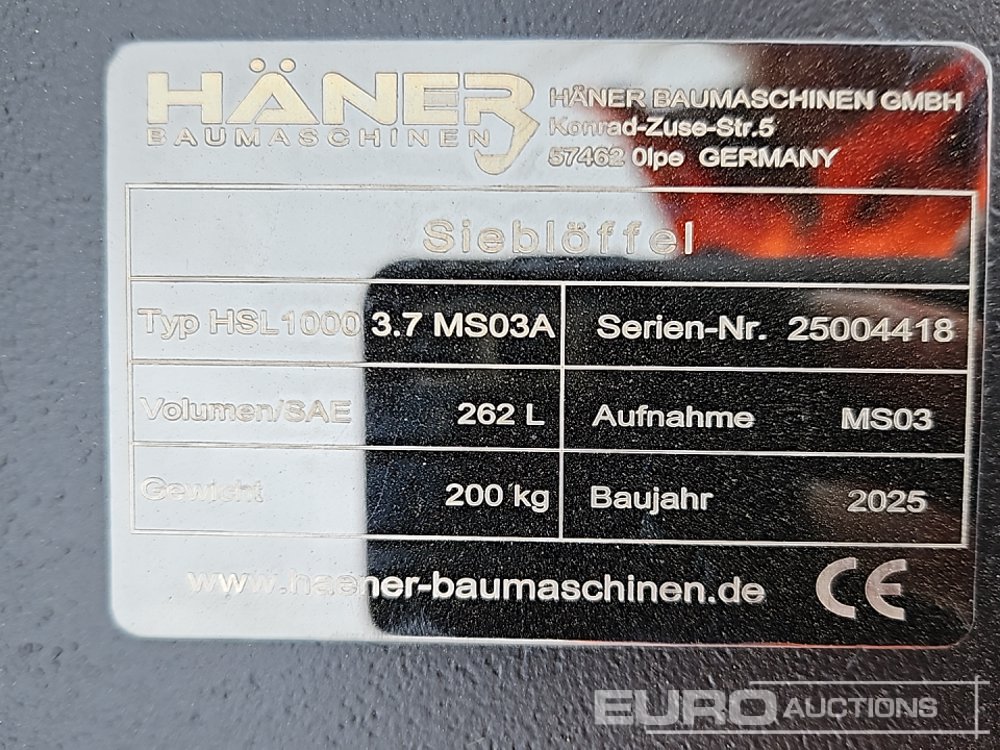 HÄNER
BAUMASCHINEN
HÄNER BAUMASCHINEN GMBH
Konrad-Zuse-Str.5
57462 Olpe GERMANY
Sieblöffel
Typ HSL1000 3.7 MS03A
Serien-Nr. 25004418
Volumen/SAE 262 L
Aufnahme MS03
Gewicht 200 kg
Baujahr 2025
www.haener-baumaschinen.de
CE
EURO AUCTIONS